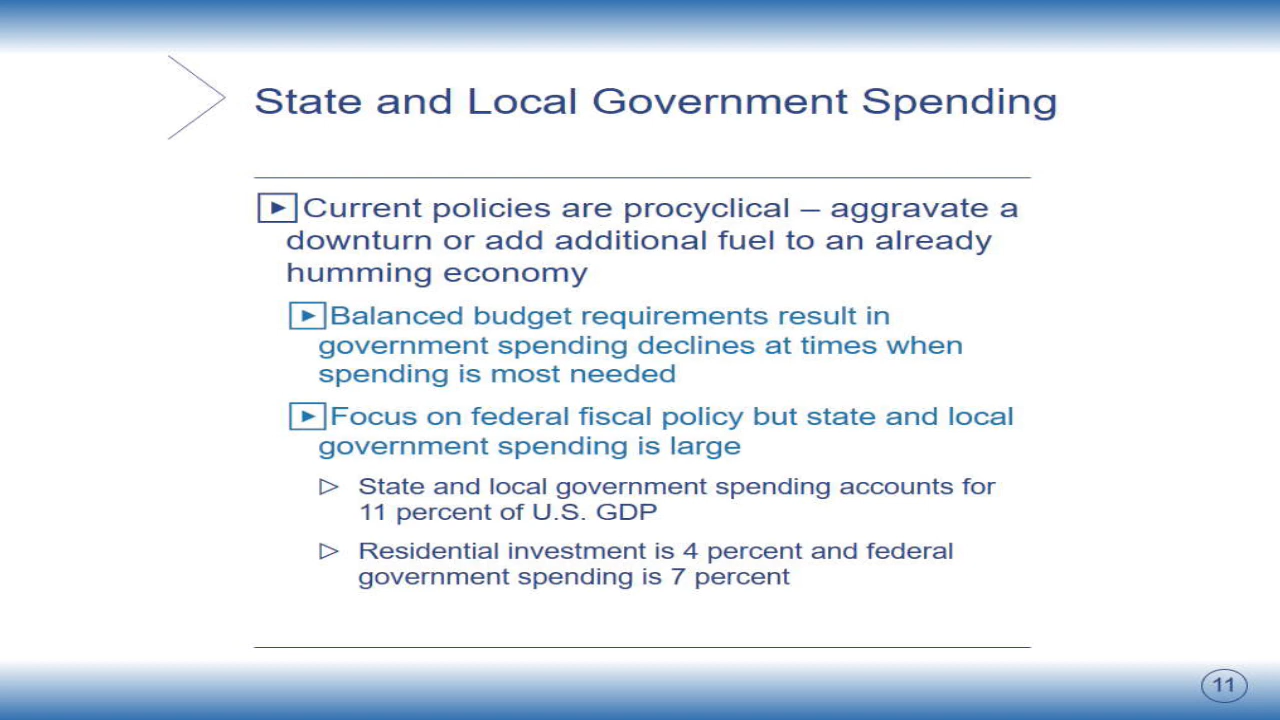 State and Local Government Spending
Current policies are procyclical – aggravate a
downturn or add additional fuel to an already
humming economy
Balanced budget requirements result in
government spending declines at times when
spending is most needed
Focus on federal fiscal policy but state and local
government spending is large
State and local government spending accounts for
11 percent of U.S. GDP
Residential investment is 4 percent and federal
government spending is 7 percent
11